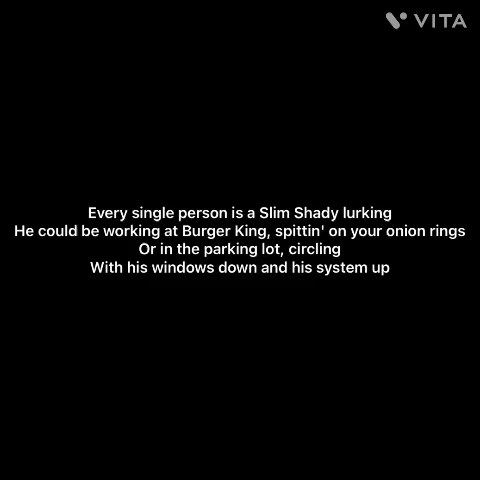 VITA
Every single person is a Slim Shady lurking
He could be working at Burger King, spittin' on your onion rings
Or in the parking lot, circling
With his windows down and his system up